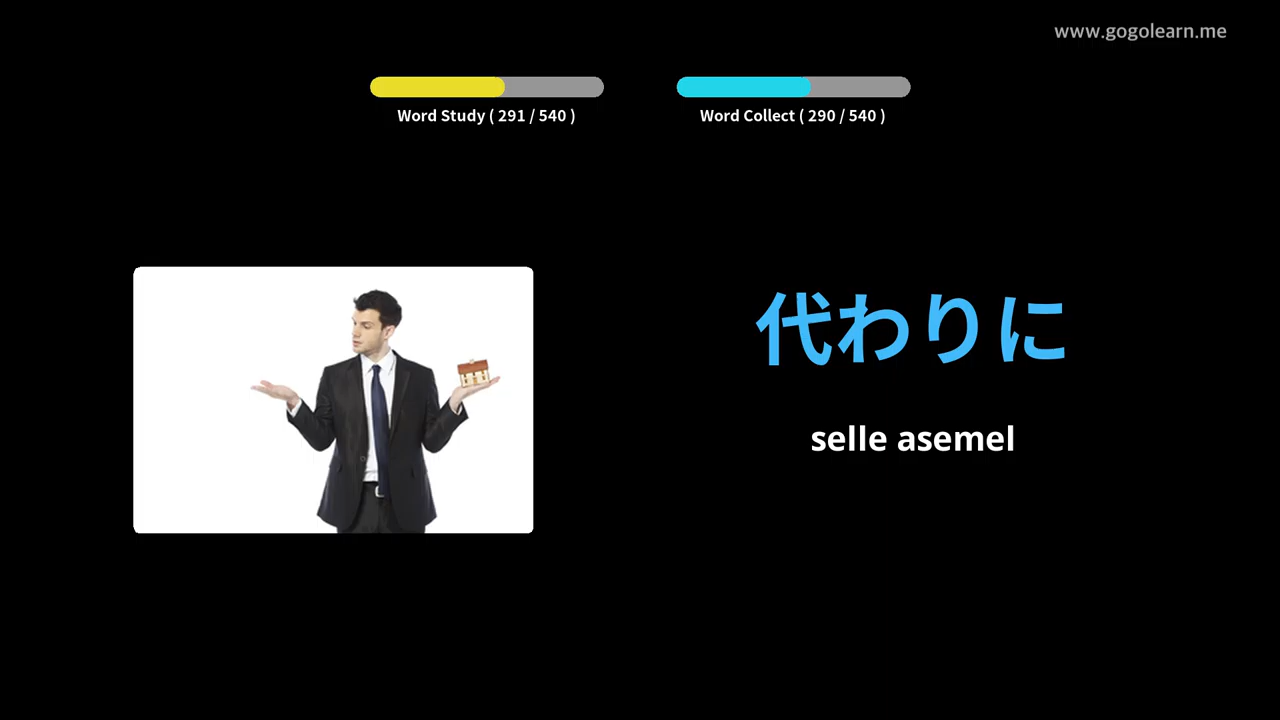 www.gogolearn.me
Word Study ( 291 / 540 )
Word Collect ( 290 / 540 )
代わりに
selle asemel